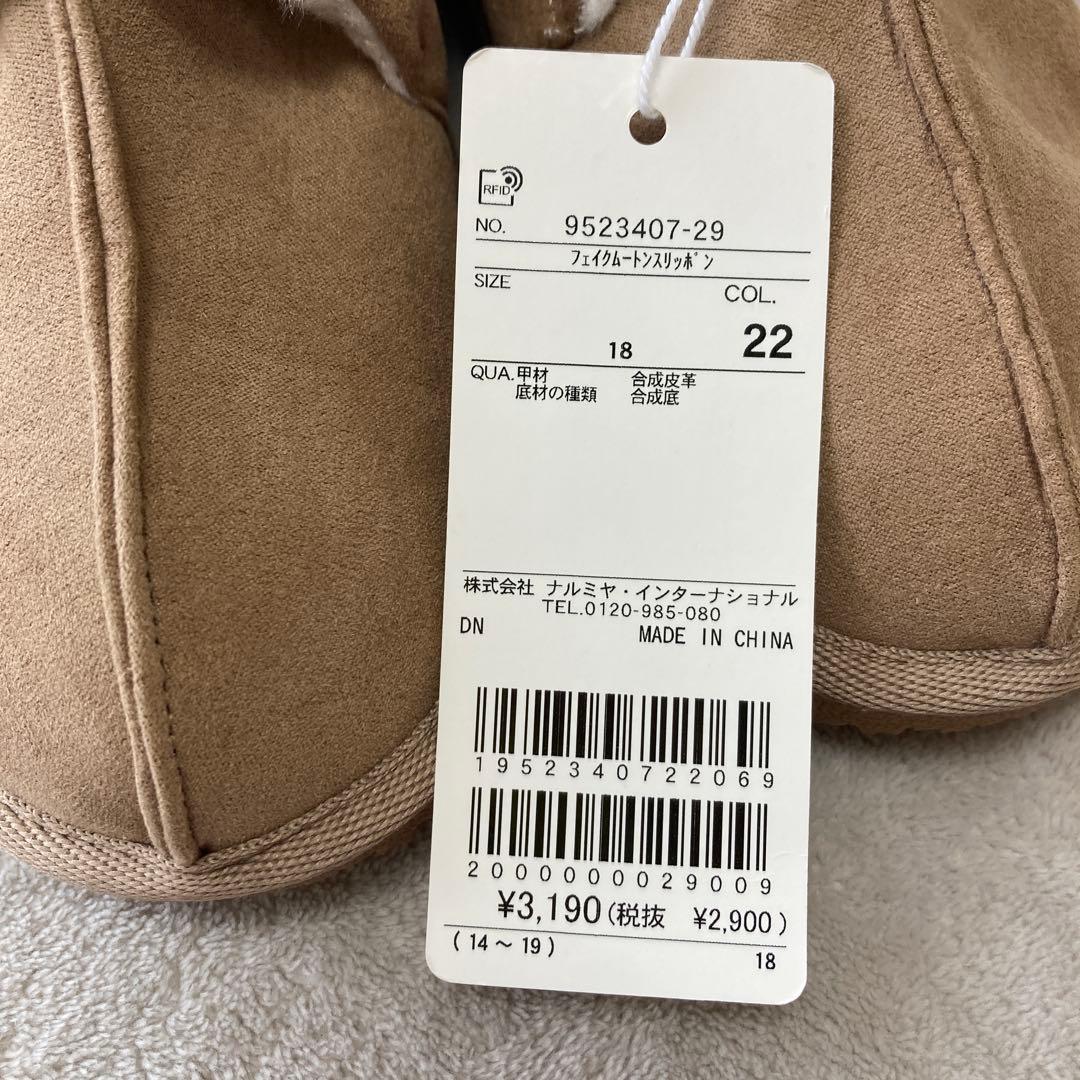 RFID
NO. 9523407-29
ﾌｪｲｸﾑｰﾄﾝｽﾘｯﾎﾟﾝ
SIZE COL.
18 22
QUA. 甲材 合成皮革
底材の種類 合成底
株式会社 ナルミヤ・インターナショナル
TEL.0120-985-080
DN MADE IN CHINA
1952340722069
2000000029009
¥3,190(税抜 ¥2,900)
(14～19) 18